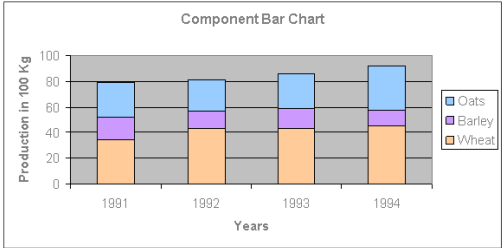 Component Bar Chart
Production in 100 Kg
100
80
60
40
20
0
1991 1992 1993 1994
Years
Oats
Barley
Wheat